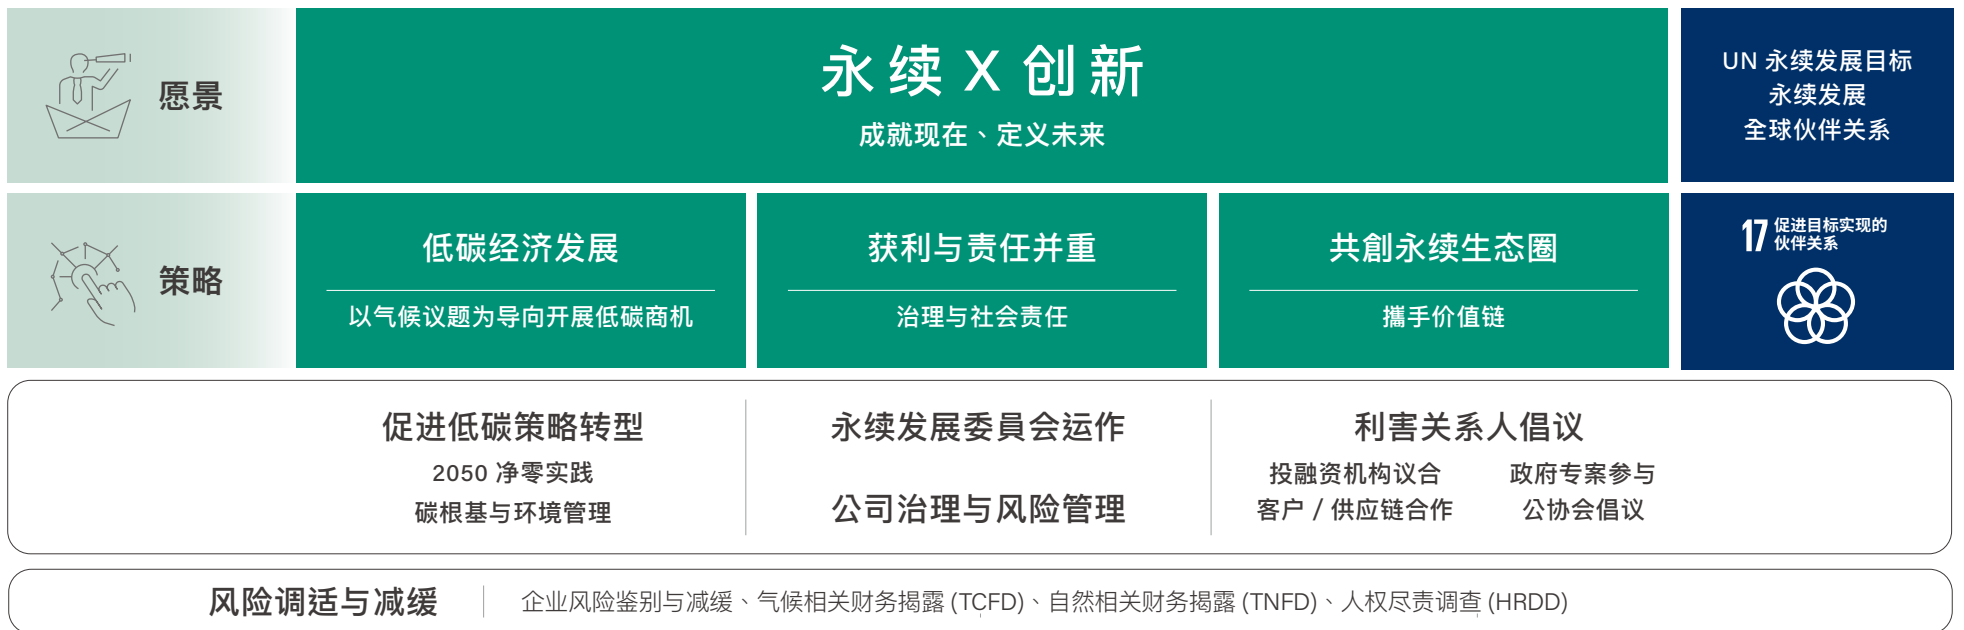 愿景
永续 X 创新
成就现在、定义未来
UN 永续发展目标
永续发展
全球伙伴关系
策略
低碳经济发展
以气候议题为导向开展低碳商机
获利与责任并重
治理与社会责任
共創永续生态圈
攜手价值链
17 促进目标实现的
伙伴关系
促进低碳策略转型
2050 净零实践
碳根基与环境管理
永续发展委員会运作
公司治理与风险管理
利害关系人倡议
投融资机构议合
客户 / 供应链合作
政府专案参与
公协会倡议
风险调适与减缓
企业风险鉴别与减缓、气候相关财务揭露 (TCFD)、自然相关财务揭露 (TNFD)、人权尽责调查 (HRDD)